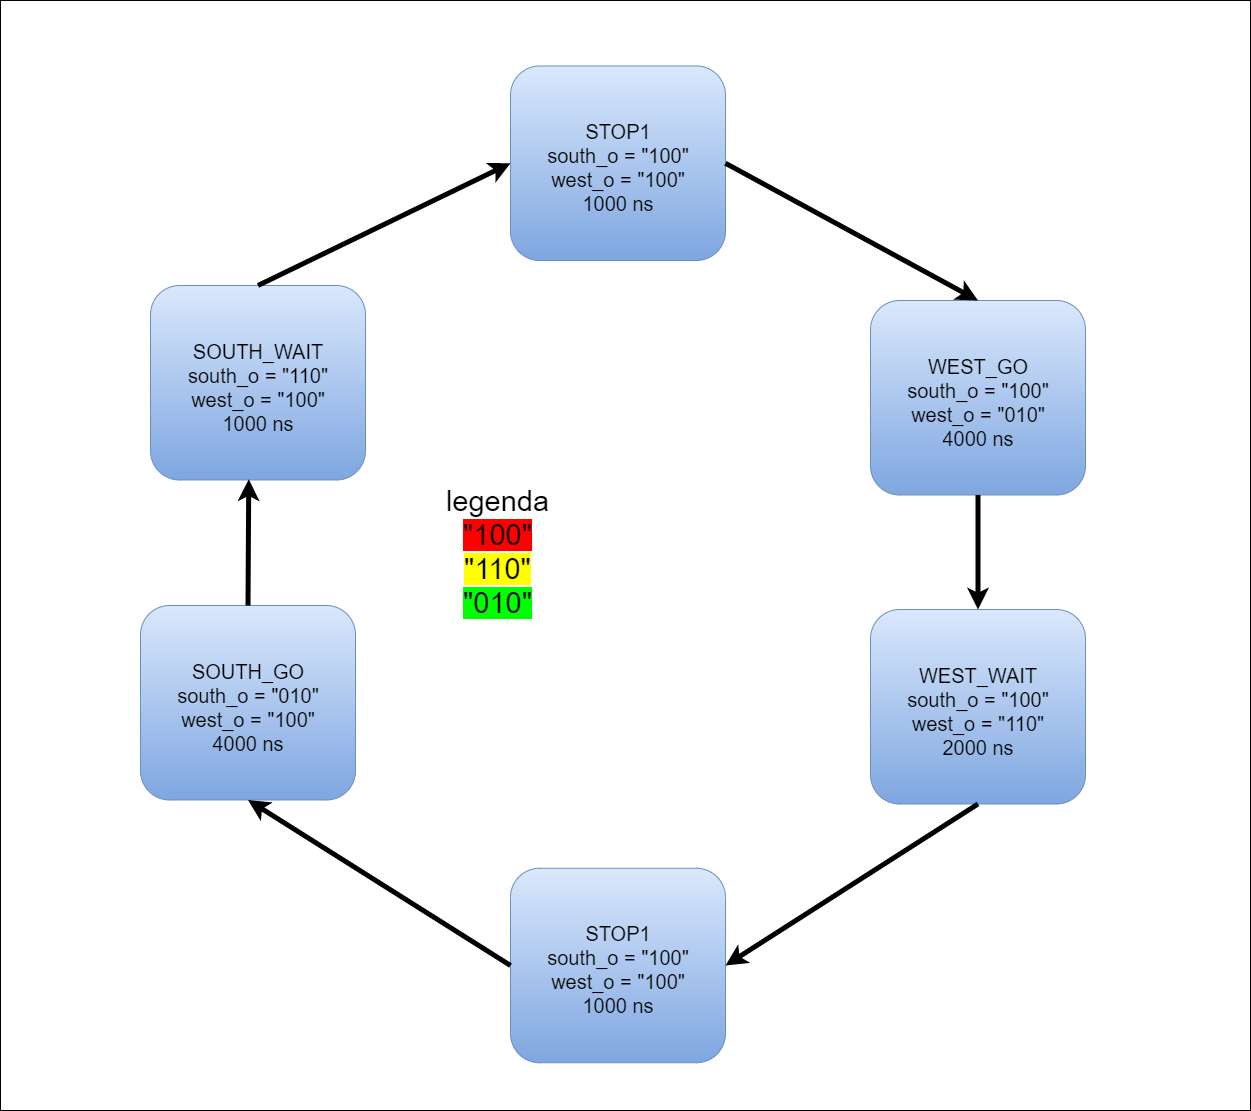 STOP1
south_o = "100"
west_o = "100"
1000 ns
SOUTH_WAIT
south_o = "110"
west_o = "100"
1000 ns
WEST_GO
south_o = "100"
west_o = "010"
4000 ns
legenda
"100"
"110"
"010"
SOUTH_GO
south_o = "010"
west_o = "100"
4000 ns
WEST_WAIT
south_o = "100"
west_o = "110"
2000 ns
STOP1
south_o = "100"
west_o = "100"
1000 ns